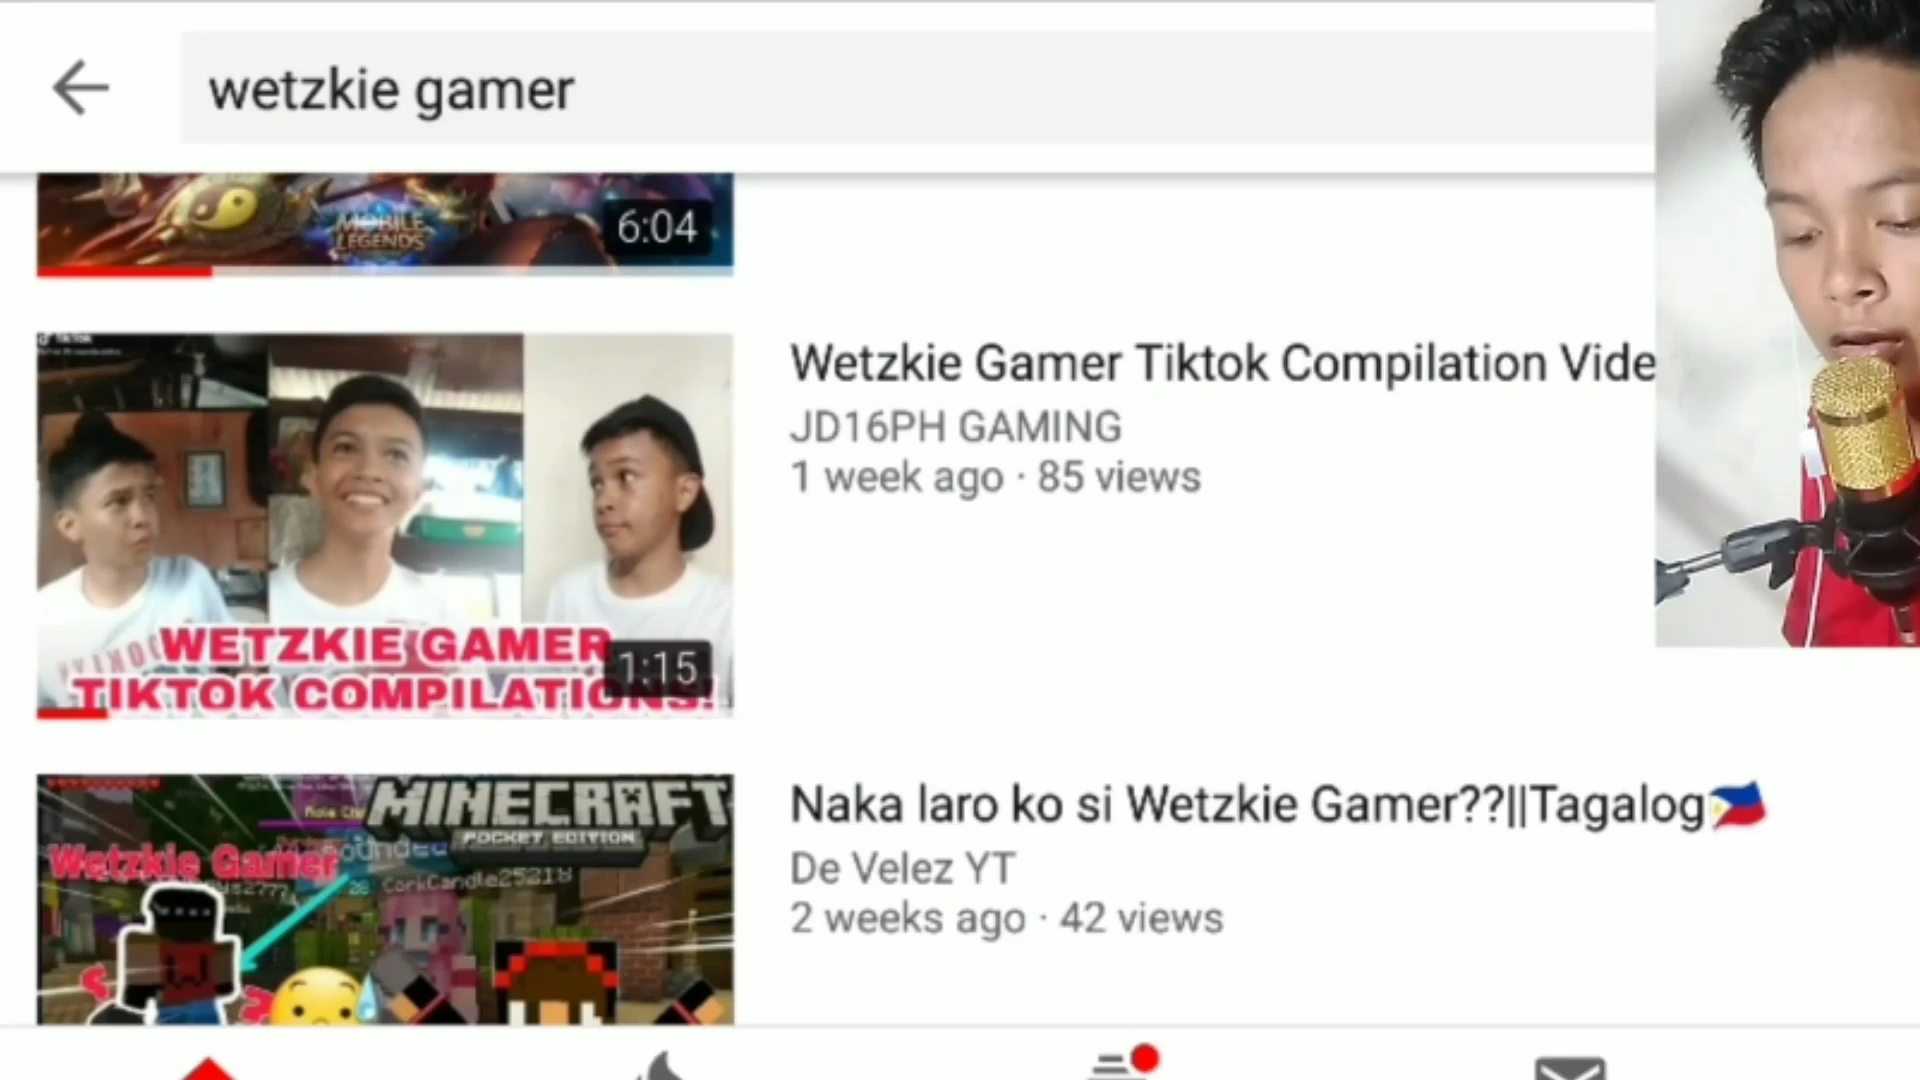 wetzkie gamer
MOBILE
LEGENDS
6:04
Wetzkie Gamer Tiktok Compilation Vide
JD16PH GAMING
1 week ago · 85 views
WETZKIE GAMER
TIKTOK COMPILATIONS!
1:15
Naka laro ko si Wetzkie Gamer??||Tagalog🇵🇭
De Velez YT
2 weeks ago · 42 views
MINECRAFT
POCKET EDITION
Wetzkie Gamer
CorkCandle25218
W